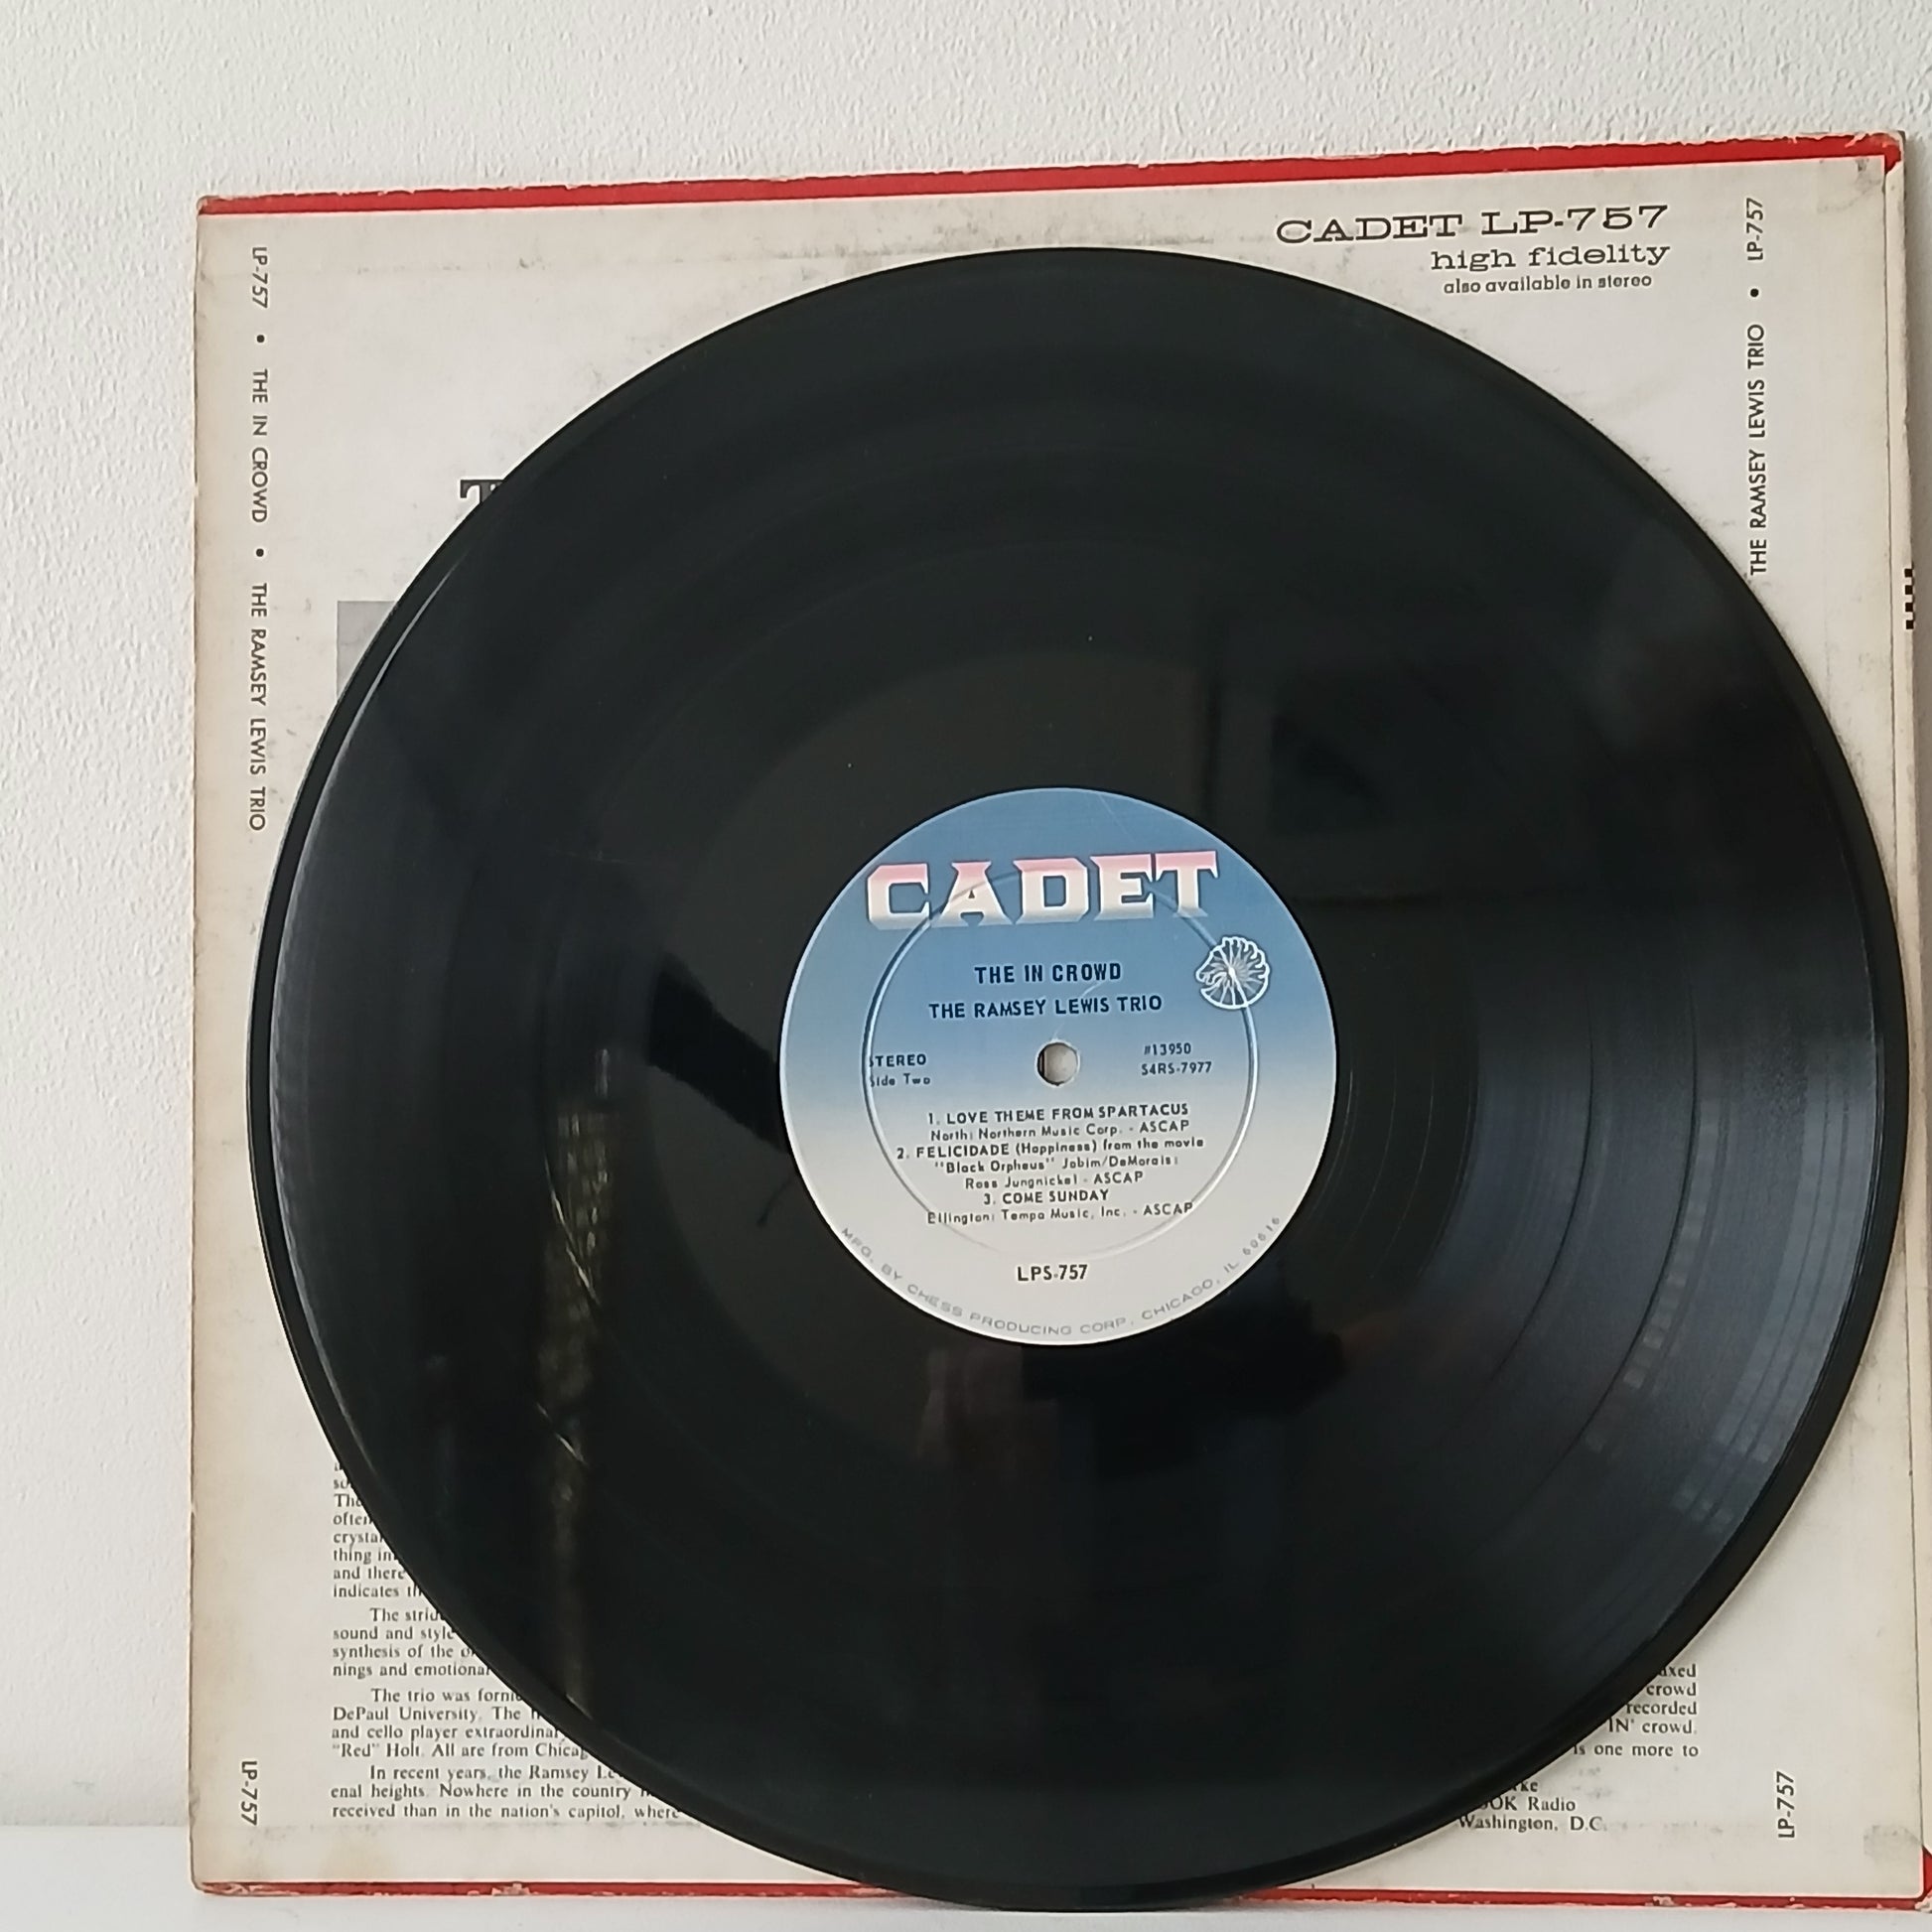 CADET LP-757
high fidelity
also available in stereo
LP-757 • THE IN CROWD • THE RAMSEY LEWIS TRIO
THE RAMSEY LEWIS TRIO • LP-757
T
CADET
THE IN CROWD
THE RAMSEY LEWIS TRIO
STEREO
Side Two
#13950
S4RS-7977
1. LOVE THEME FROM SPARTACUS
North: Northern Music Corp. - ASCAP
2. FELICIDADE (Happiness) from the movie
"Black Orpheus" Jobim/DeMorais:
Ross Jungnickel - ASCAP
3. COME SUNDAY
Ellington: Tempo Music, Inc. - ASCAP
LPS-757
MFG. BY CHESS PRODUCING CORP. CHICAGO, IL 60616
often
thing in
and there
indicates
The
sound and style
synthesis of the
nings and emotional
The trio was
DePaul University. The
and cello player
"Red" Holt. All are from
In recent years, the Ramsey
enal heights. Nowhere in the country
received than in the nation's capitol, where
crowd
recorded
IN' crowd.
is one more to
OK Radio
Washington, D.C.
LP-757
LP-757